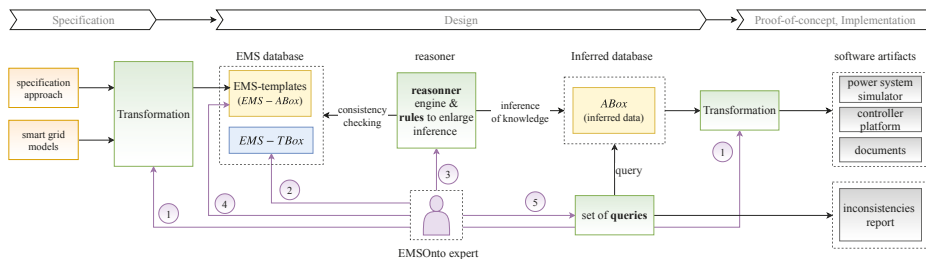 Specification
Design
Proof-of-concept, Implementation
EMS database
reasoner
Inferred database
software artifacts
specification
approach
smart grid
models
Transformation
EMS-templates
(EMS − ABox)
EMS − TBox
consistency
checking
reasonner
engine &
rules to enlarge
inference
inference
of knowledge
ABox
(inferred data)
Transformation
power system
simulator
controller
platform
documents
query
1
4
2
3
5
1
set of queries
inconsistencies
report
EMSOnto expert